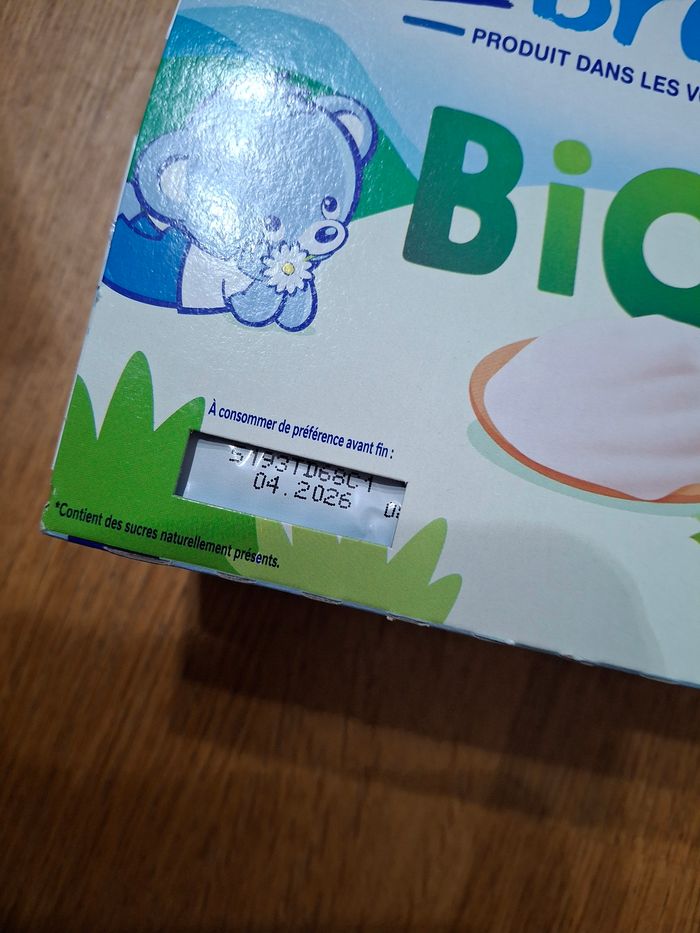 PRODUIT DANS LES V
Bio
À consommer de préférence avant fin :
04.2026
*Contient des sucres naturellement présents.